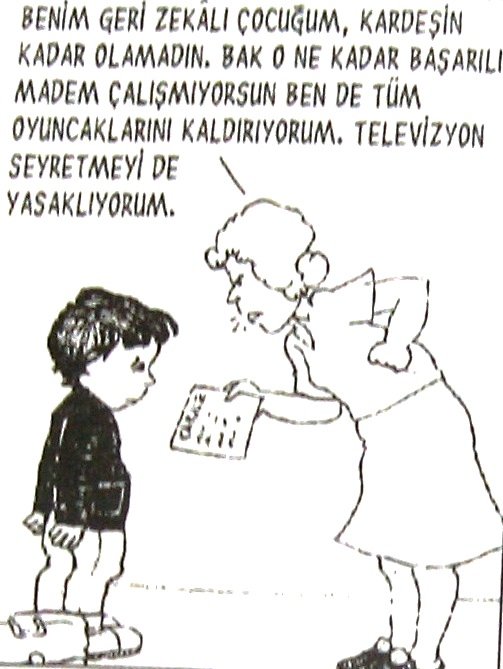 BENİM GERİ ZEKÂLI ÇOCUĞUM, KARDEŞİN
KADAR OLAMADIN. BAK O NE KADAR BAŞARILI
MADEM ÇALIŞMIYORSUN BEN DE TÜM
OYUNCAKLARINI KALDIRIYORUM. TELEVİZYON
SEYRETMEYİ DE
YASAKLIYORUM.